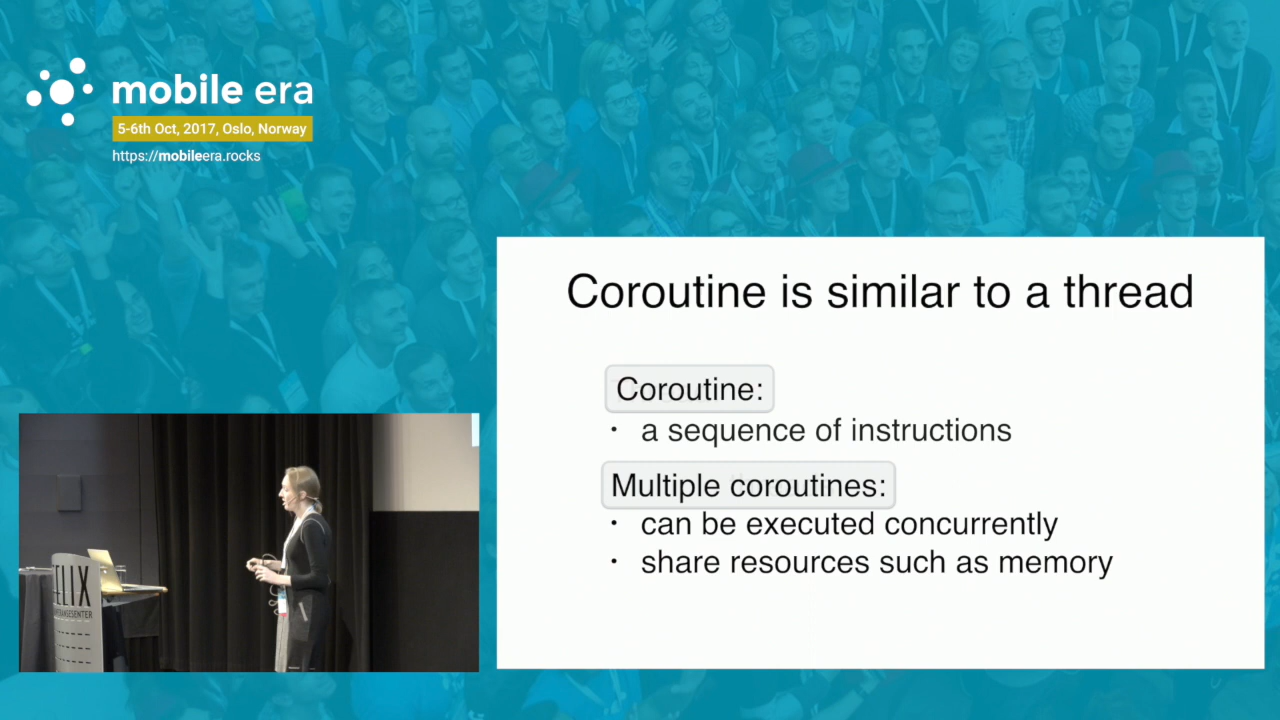 mobile era
5-6th Oct, 2017, Oslo, Norway
https://mobileera.rocks
Coroutine is similar to a thread
Coroutine:
• a sequence of instructions
Multiple coroutines:
• can be executed concurrently
• share resources such as memory
ELIX